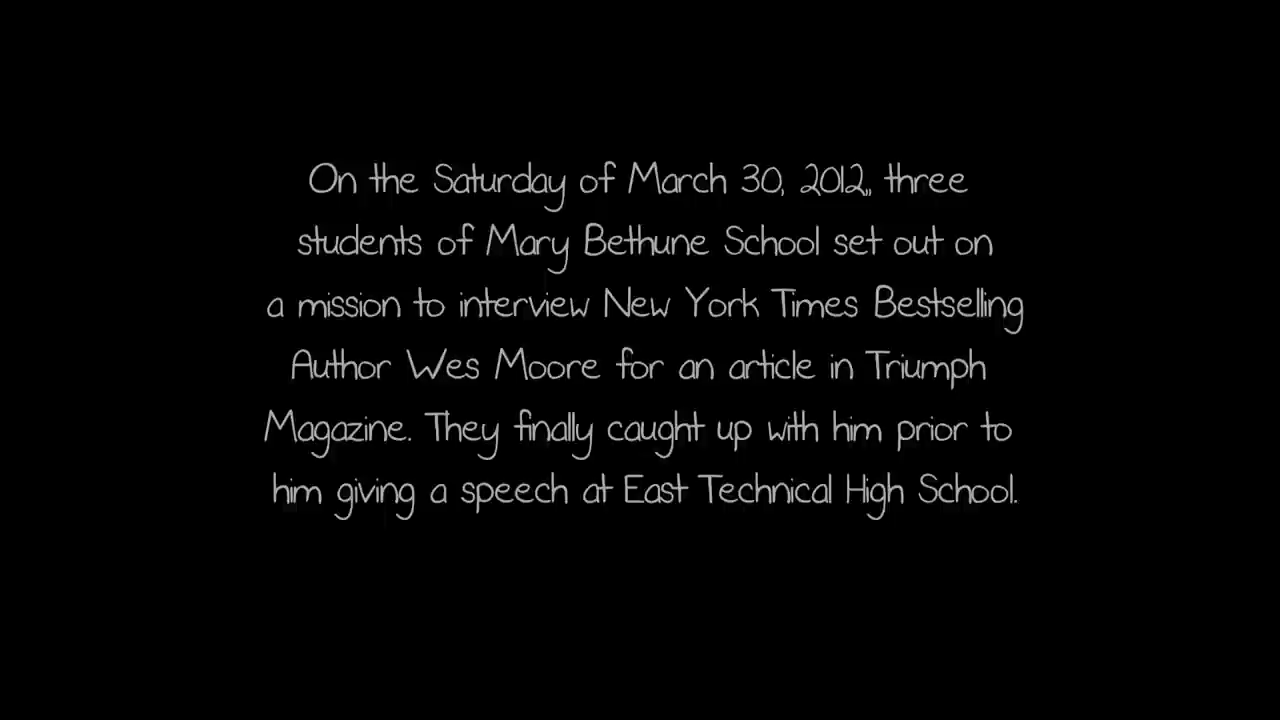 On the Saturday of March 30, 2012,, three
students of Mary Bethune School set out on
a mission to interview New York Times Bestselling
Author Wes Moore for an article in Triumph
Magazine. They finally caught up with him prior to
him giving a speech at East Technical High School.